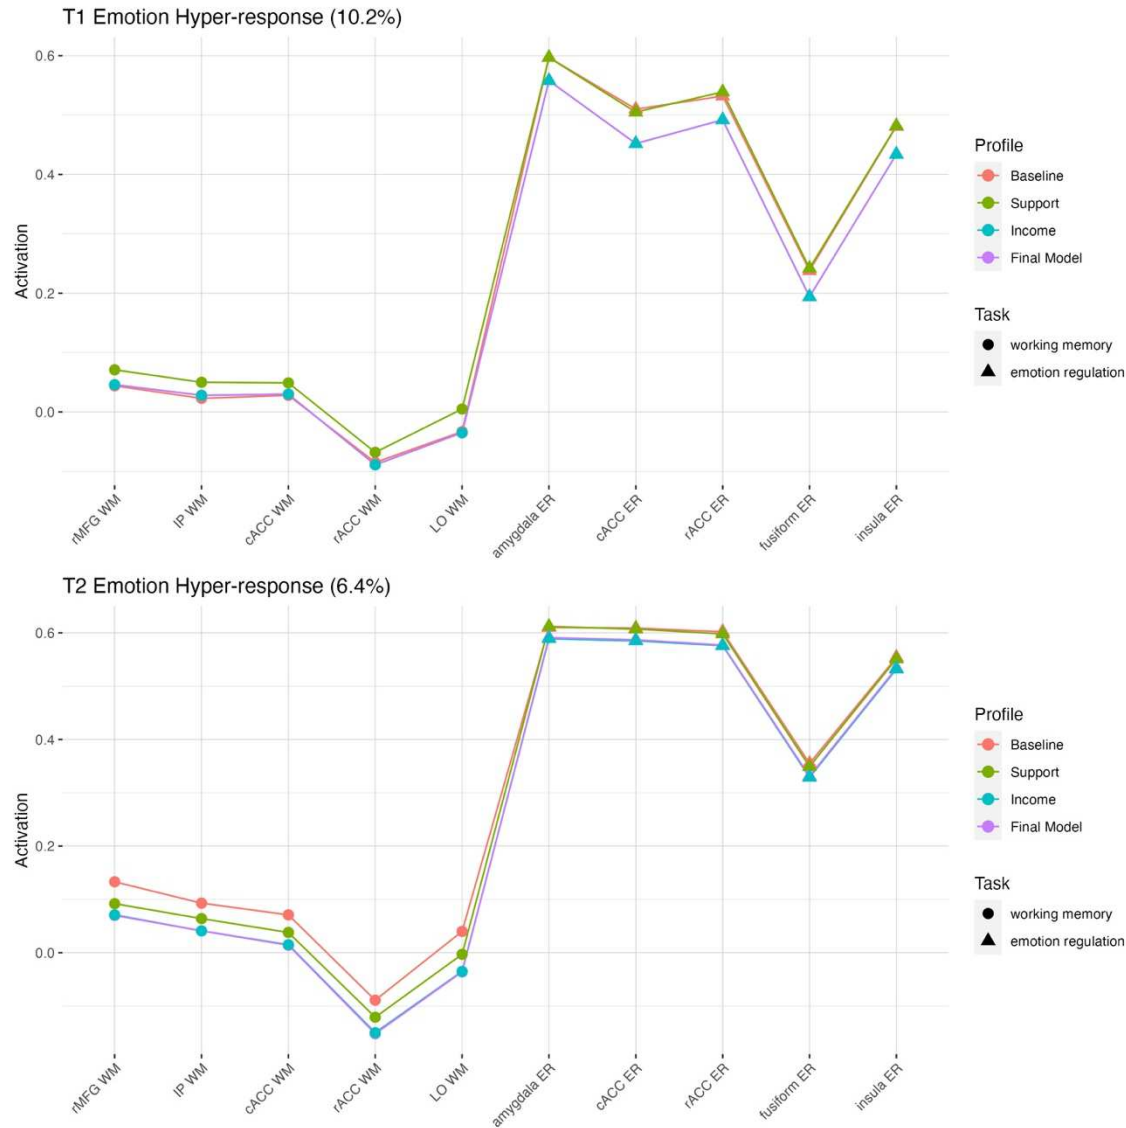 T1 Emotion Hyper-response (10.2%)
0.6
0.4
0.2
0.0
Activation
rMFG WM
IP WM
cACC WM
rACC WM
LO WM
amygdala ER
cACC ER
rACC ER
fusiform ER
insula ER
Profile
Baseline
Support
Income
Final Model
Task
working memory
emotion regulation
T2 Emotion Hyper-response (6.4%)
0.6
0.4
0.2
0.0
Activation
rMFG WM
IP WM
cACC WM
rACC WM
LO WM
amygdala ER
cACC ER
rACC ER
fusiform ER
insula ER
Profile
Baseline
Support
Income
Final Model
Task
working memory
emotion regulation